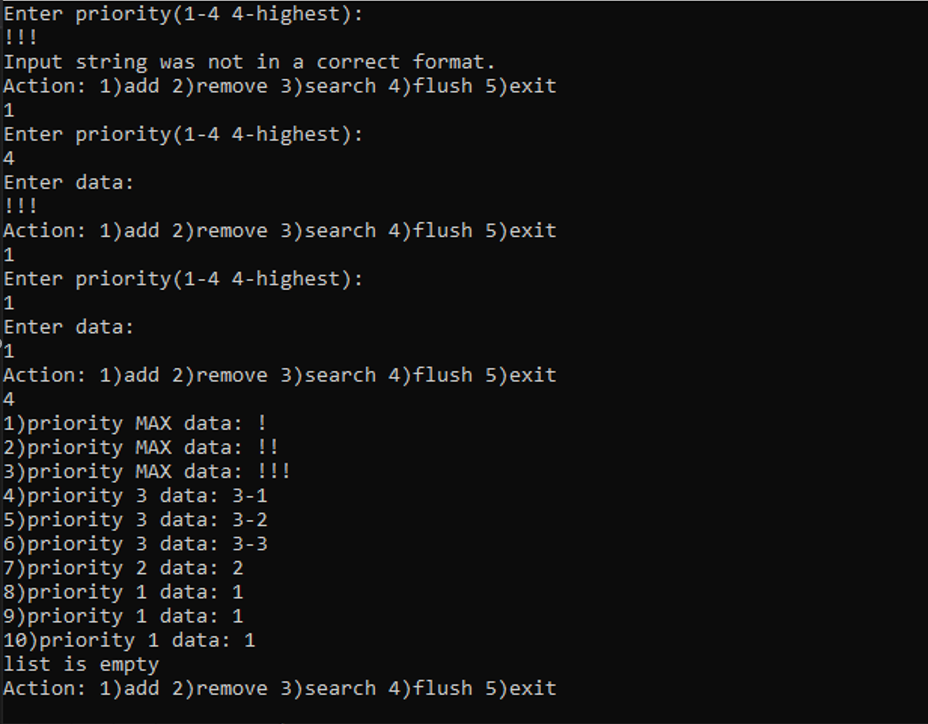 Enter priority(1-4 4-highest):
!!!
Input string was not in a correct format.
Action: 1)add 2)remove 3)search 4)flush 5)exit
1
Enter priority(1-4 4-highest):
4
Enter data:
!!!
Action: 1)add 2)remove 3)search 4)flush 5)exit
1
Enter priority(1-4 4-highest):
1
Enter data:
1
Action: 1)add 2)remove 3)search 4)flush 5)exit
4
1)priority MAX data: !
2)priority MAX data: !!
3)priority MAX data: !!!
4)priority 3 data: 3-1
5)priority 3 data: 3-2
6)priority 3 data: 3-3
7)priority 2 data: 2
8)priority 1 data: 1
9)priority 1 data: 1
10)priority 1 data: 1
list is empty
Action: 1)add 2)remove 3)search 4)flush 5)exit